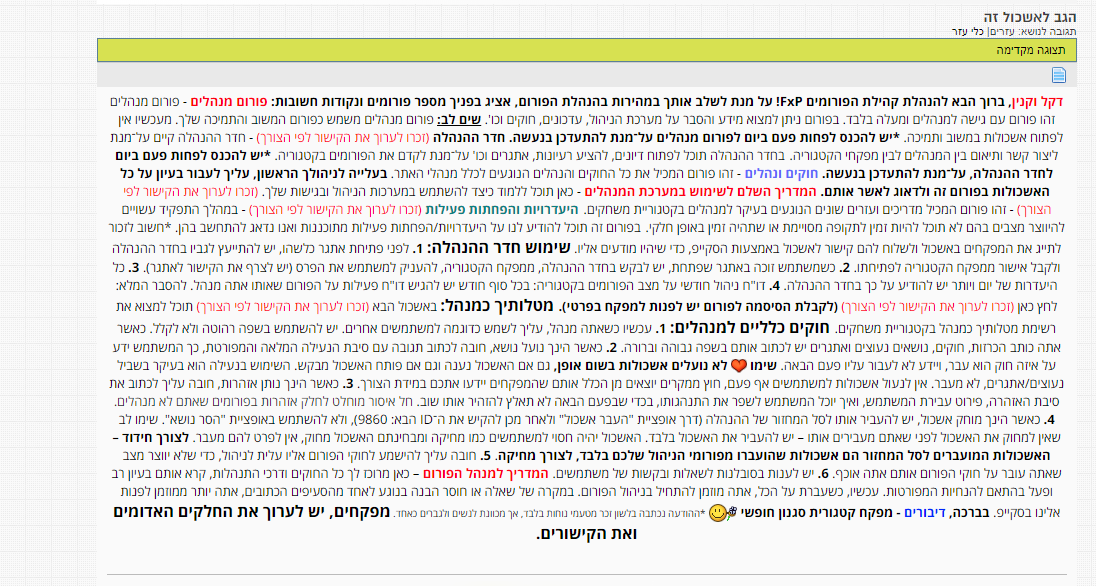 הגב לאשכול זה
תגובה לנושא: עזרים| כלי עזר
תצוגה מקדימה
דקל וקנין, ברוך הבא להנהלת קהילת הפורומים FxP! על מנת לשלב אותך במהירות בהנהלת הפורום, אציג בפניך מספר פורומים ונקודות חשובות: פורום מנהלים - פורום מנהלים
זהו פורום עם גישה למנהלים ומעלה בלבד. בפורום ניתן למצוא מידע והסבר על מערכת הניהול, עדכונים, חוקים וכו'. שים לב: פורום מנהלים משמש כפורום המשוב והתמיכה שלך. מעכשיו אין
לפתוח אשכולות במשוב ותמיכה. *יש להכנס לפחות פעם ביום לפורום מנהלים על־מנת להתעדכן בנעשה. חדר ההנהלה (זכרו לערוך את הקישור לפי הצורך) - חדר ההנהלה קיים על־מנת
ליצור קשר ותיאום בין המנהלים לבין מפקחי הקטגוריה. בחדר ההנהלה תוכל לפתוח דיונים, להציע רעיונות, אתגרים וכו' על־מנת לקדם את הפורומים בקטגוריה. *יש להכנס לפחות פעם ביום
לחדר ההנהלה, על־מנת להתעדכן בנעשה. חוקים ונהלים - זהו פורום המכיל את כל החוקים והנהלים הנוגעים לכלל מנהלי האתר. בעלייה לניהולך הראשון, עליך לעבור בעיון על כל
האשכולות בפורום זה ולדאוג לאשר אותם. המדריך השלם לשימוש במערכת המנהלים - כאן תוכל ללמוד כיצד להשתמש במערכות הניהול ובגישות שלך. (זכרו לערוך את הקישור לפי
הצורך) - זהו פורום המכיל מדריכים ועזרים שונים הנוגעים בעיקר למנהלים בקטגוריית משחקים. היעדרויות והפחתות פעילות (זכרו לערוך את הקישור לפי הצורך) - במהלך התפקיד עשויים
להיווצר מצבים בהם לא תוכל להיות זמין לתקופה מסויימת או שתהיה זמין באופן חלקי. בפורום זה תוכל להודיע לנו על היעדרויות/הפחתות פעילות מתוכננות ואנו נדאג להתחשב בהן. *חשוב לזכור
לתייג את המפקחים באשכול ולשלוח להם קישור לאשכול באמצעות הסקייפ, כדי שיהיו מודעים אליו. שימוש חדר ההנהלה: 1. לפני פתיחת אתגר כלשהו, יש להתייעץ לגביו בחדר ההנהלה
ולקבל אישור ממפקח הקטגוריה לפתיחתו. 2. כשמשתמש זוכה באתגר שפתחת, יש לבקש בחדר ההנהלה, ממפקח הקטגוריה, להעניק למשתמש את הפרס (יש לצרף את הקישור לאתגר). 3. כל
היעדרות של יום ויותר יש להודיע על כך בחדר ההנהלה. 4. דו"ח ניהול חודשי על מצב הפורומים בקטגוריה: בכל סוף חודש יש להגיש דו"ח פעילות על הפורום שאותו אתה מנהל. להסבר המלא:
לחץ כאן (זכרו לערוך את הקישור לפי הצורך) (לקבלת הסיסמה לפורום יש לפנות למפקח בפרטי). מטלותיך כמנהל: באשכול הבא (זכרו לערוך את הקישור לפי הצורך) תוכל למצוא את
רשימת מטלותיך כמנהל בקטגוריית משחקים. חוקים כלליים למנהלים: 1. עכשיו כשאתה מנהל, עליך לשמש כדוגמה למשתמשים אחרים. יש להשתמש בשפה רהוטה ולא לקלל. כאשר
אתה כותב הכרזות, חוקים, נושאים נעוצים ואתגרים יש לכתוב אותם בשפה גבוהה וברורה. 2. כאשר הינך נועל נושא, חובה לכתוב תגובה עם סיבת הנעילה המלאה והמפורטת, כך המשתמש ידע
על איזה חוק הוא עבר, ויידע לא לעבור עליו פעם הבאה. שימו לא נועלים אשכולות בשום אופן, גם אם האשכול נענה וגם אם פותח האשכול מבקש. השימוש בנעילה הוא בעיקר בשביל
נעוצים/אתגרים, לא מעבר. אין לנעול אשכולות למשתמשים אף פעם, חוץ ממקרים יוצאים מן הכלל אותם שהמפקחים יידעו אתכם במידת הצורך. 3. כאשר הינך נותן אזהרות, חובה עליך לכתוב את
סיבת האזהרה, פירוט עבירת המשתמש, ואיך יוכל המשתמש לשפר את התנהגותו, בכדי שבפעם הבאה לא תאלץ להזהירו אותו שוב. חל איסור מוחלט לחלק אזהרות בפורומים שאתם לא מנהלים.
4. כאשר הינך מוחק אשכול, יש להעביר אותו לסל המחזור של ההנהלה (דרך אופציית "העבר אשכול" ולאחר מכן להקיש את ה־ID הבא: 9860), ולא להשתמש באופציית "הסר נושא". שימו לב
שאין למחוק את האשכול לפני שאתם מעבירים אותו – יש להעביר את האשכול בלבד. האשכול יהיה חסוי למשתמשים כמו מחיקה ומבחינתם האשכול מחוק, אין לפרט להם מעבר. לצורך חידוד –
האשכולות המועברים לסל המחזור הם אשכולות שהועברו מפורומי הניהול שלכם בלבד, לצורך מחיקה. 5. חובה עליך להישמע לחוקי הפורום אליו עלית לניהול, כדי שלא יווצר מצב
שאתה עובר על חוקי הפורום אותם אתה אוכף. 6. יש לענות בסובלנות לשאלות ובקשות של משתמשים. המדריך למנהל הפורום – כאן מרוכז לך כל החוקים ודרכי התנהלות, קרא אותם בעיון רב
ופעל בהתאם להנחיות המפורטות. עכשיו, כשעברת על הכל, אתה מוזמן להתחיל בניהול הפורום. במקרה של שאלה או חוסר הבנה בנוגע לאחד מהסעיפים הכתובים, אתה יותר ממוזמן לפנות
אלינו בסקייפ. בברכה, דיבורים - מפקח קטגורית סגנון חופשי *ההודעה נכתבה בלשון זכר מטעמי נוחות בלבד, אך מכוונת לנשים ולגברים כאחד. מפקחים, יש לערוך את החלקים האדומים
ואת הקישורים.